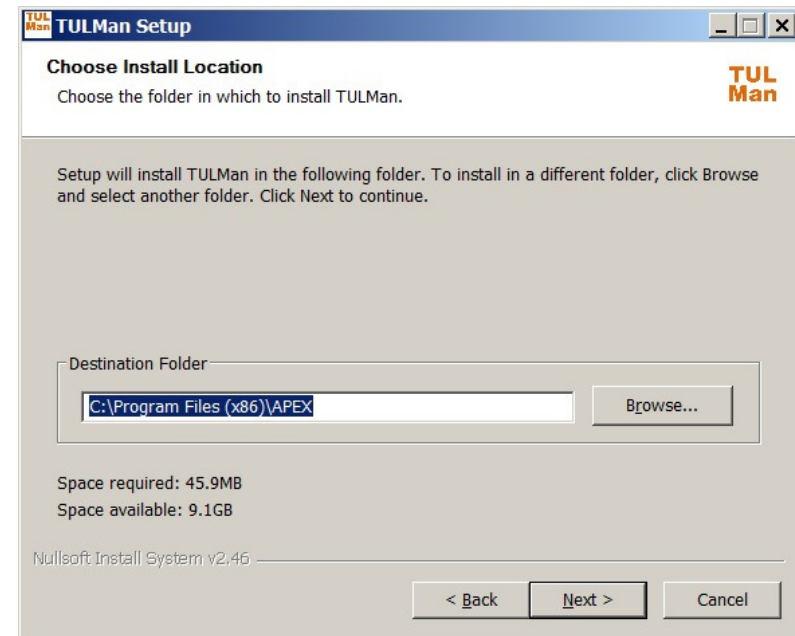 TUL
Man
TULMan Setup
Choose Install Location
Choose the folder in which to install TULMan.
TUL
Man
Setup will install TULMan in the following folder. To install in a different folder, click Browse
and select another folder. Click Next to continue.
Destination Folder
C:\Program Files (x86)\APEX
Browse...
Space required: 45.9MB
Space available: 9.1GB
Nullsoft Install System v2.46
< Back
Next >
Cancel